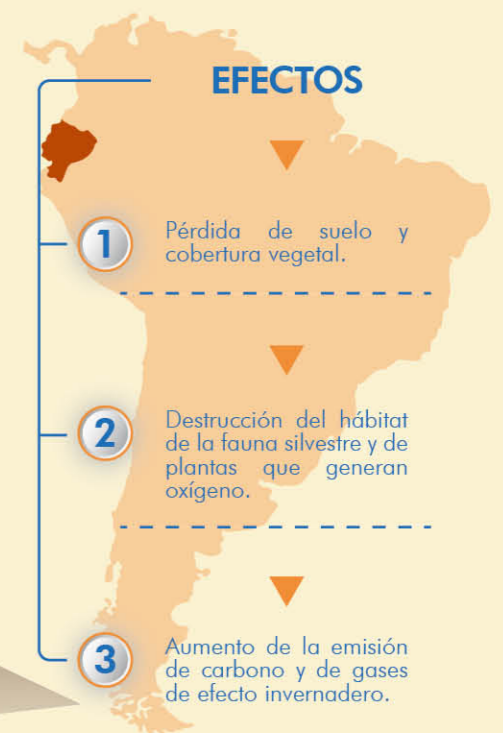 EFECTOS
1
Pérdida de suelo y
cobertura vegetal.
2
Destrucción del hábitat
de la fauna silvestre y de
plantas que generan
oxígeno.
3
Aumento de la emisión
de carbono y de gases
de efecto invernadero.